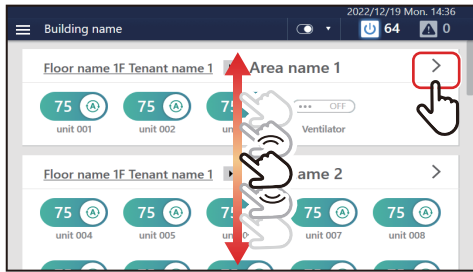 2022/12/19 Mon. 14:36
Building name
64
0
Floor name 1F Tenant name 1 Area name 1
75 A 75 A 75 ••• OFF
unit 001 unit 002 Ventilator
Floor name 1F Tenant name 1 ame 2
75 A 75 A 75 75 A 75 A
unit 004 unit 005 unit 007 unit 008